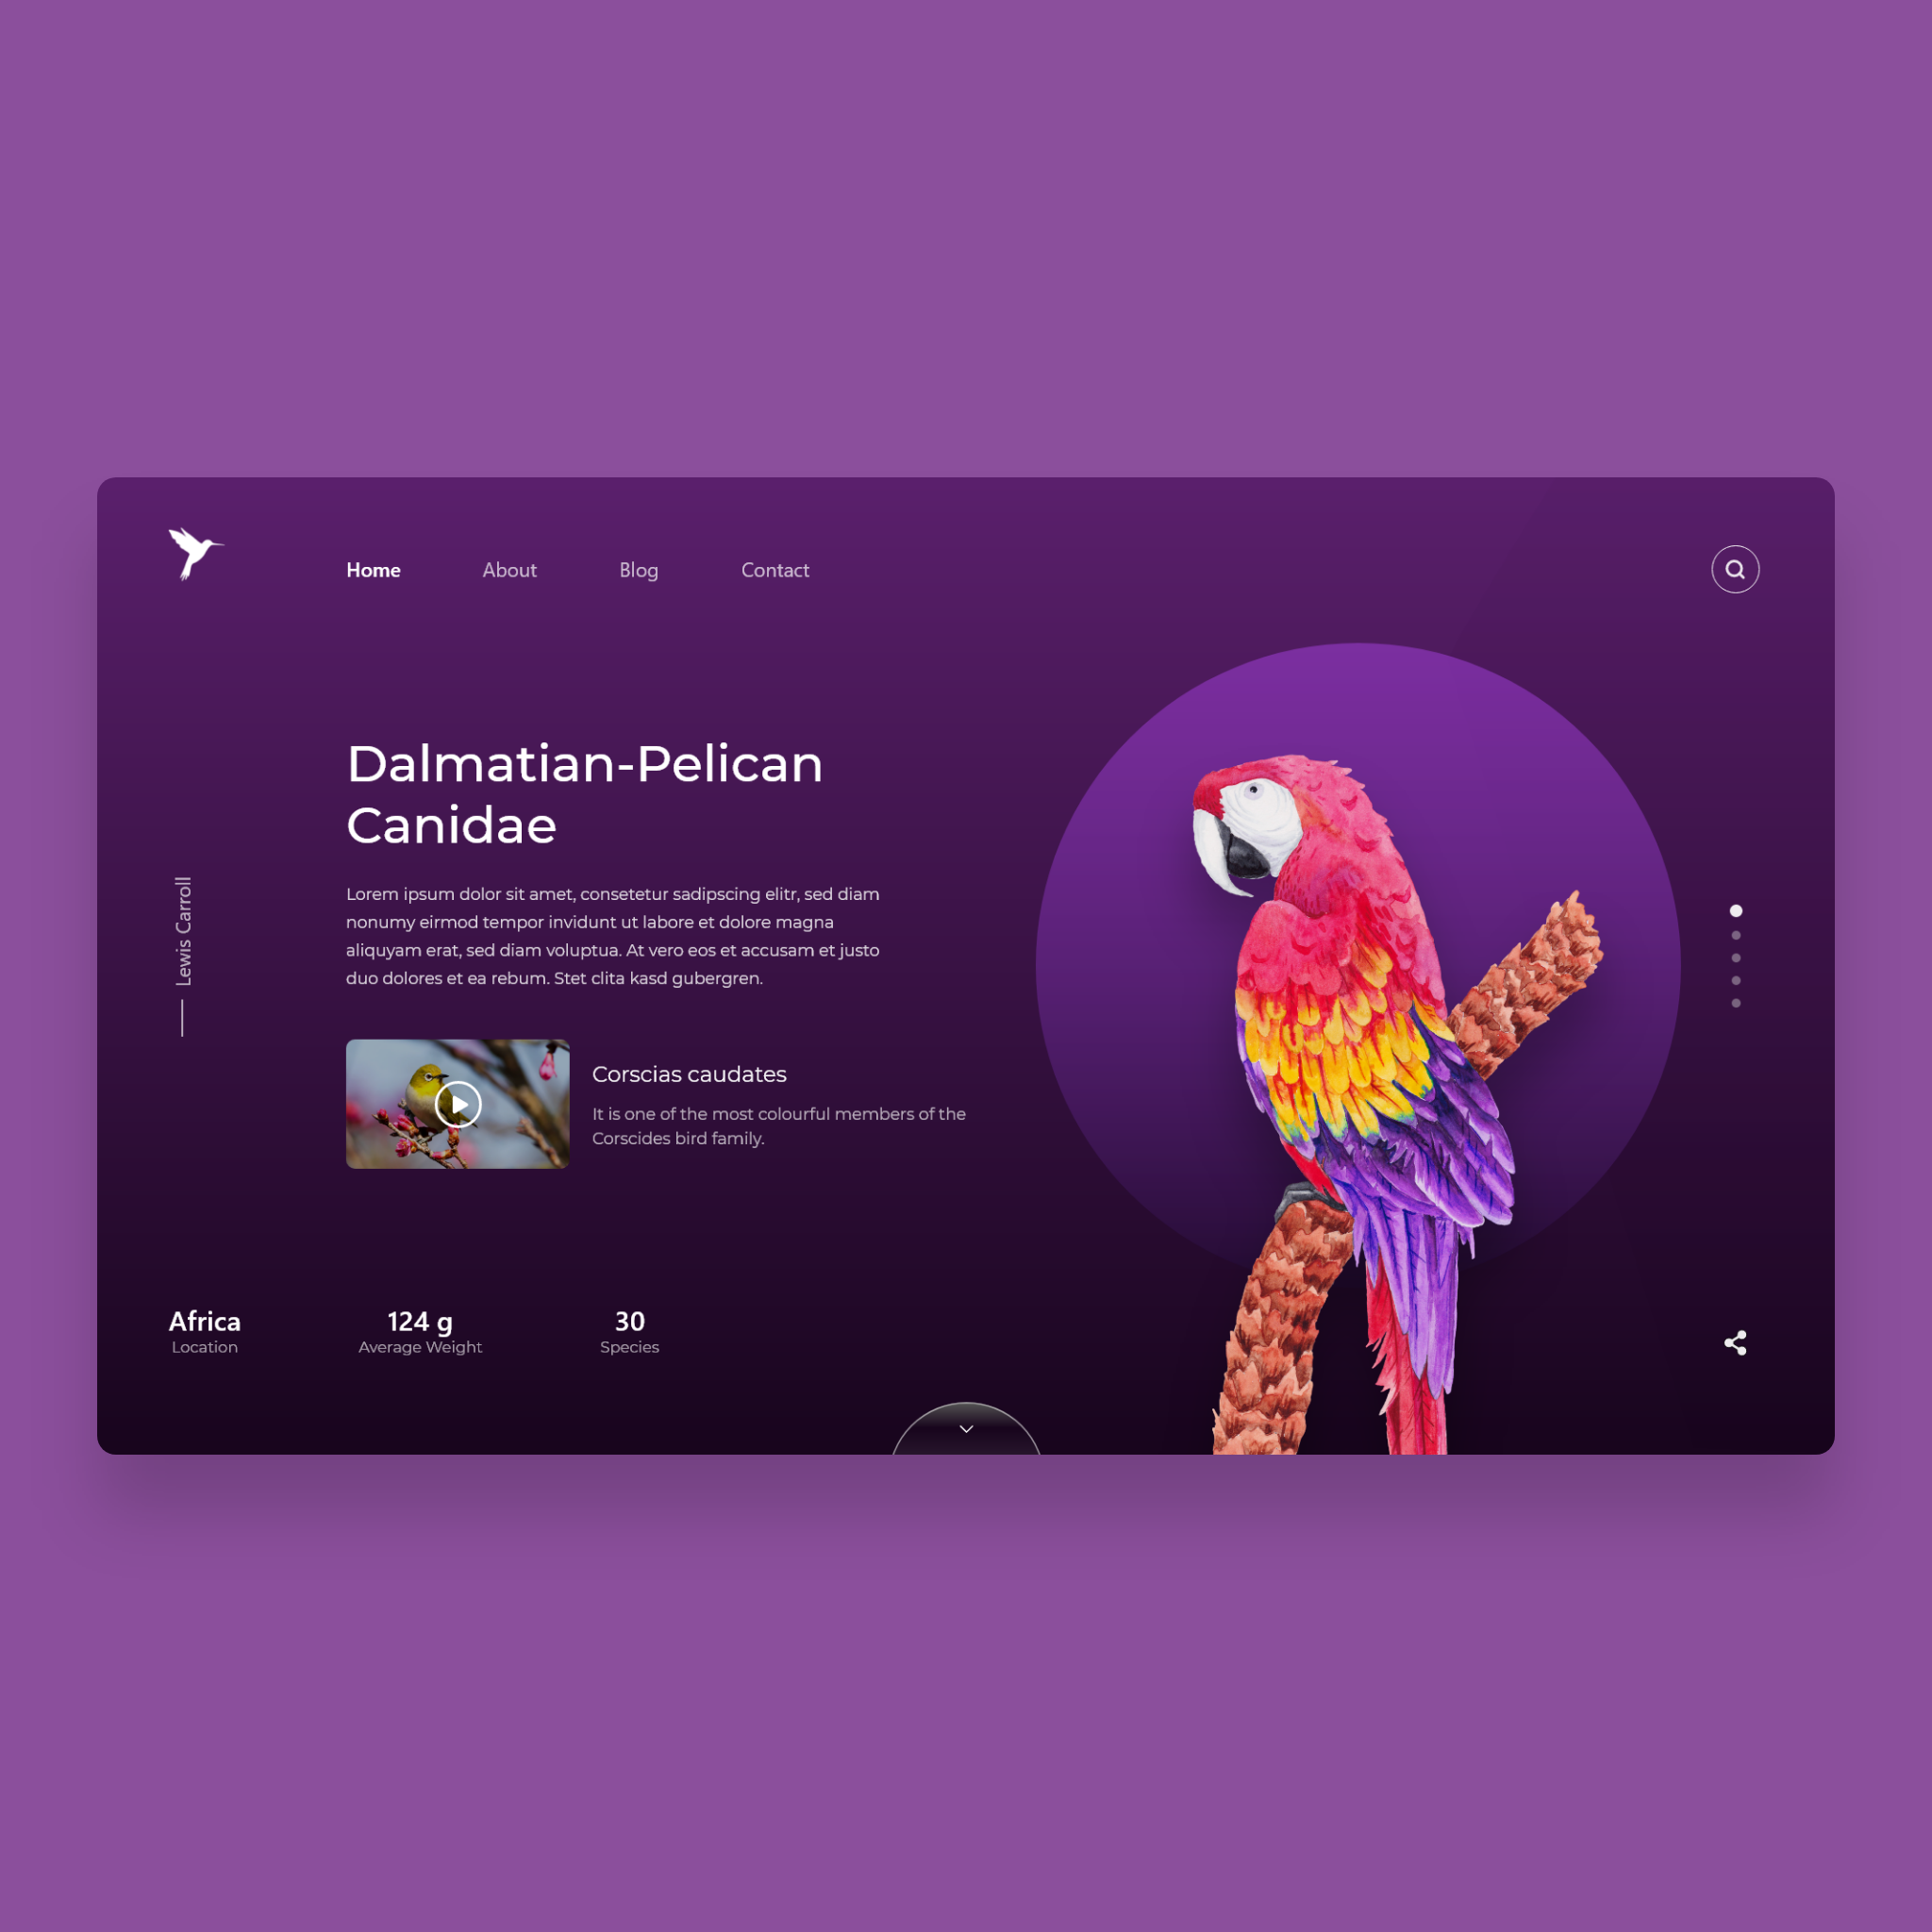 Home
About
Blog
Contact
Dalmatian-Pelican
Canidae
Lorem ipsum dolor sit amet, consetetur sadipscing elitr, sed diam
nonumy eirmod tempor invidunt ut labore et dolore magna
aliquyam erat, sed diam voluptua. At vero eos et accusam et justo
duo dolores et ea rebum. Stet clita kasd gubergren.
Lewis Carroll
Corscias caudates
It is one of the most colourful members of the
Corscides bird family.
Africa
Location
124 g
Average Weight
30
Species